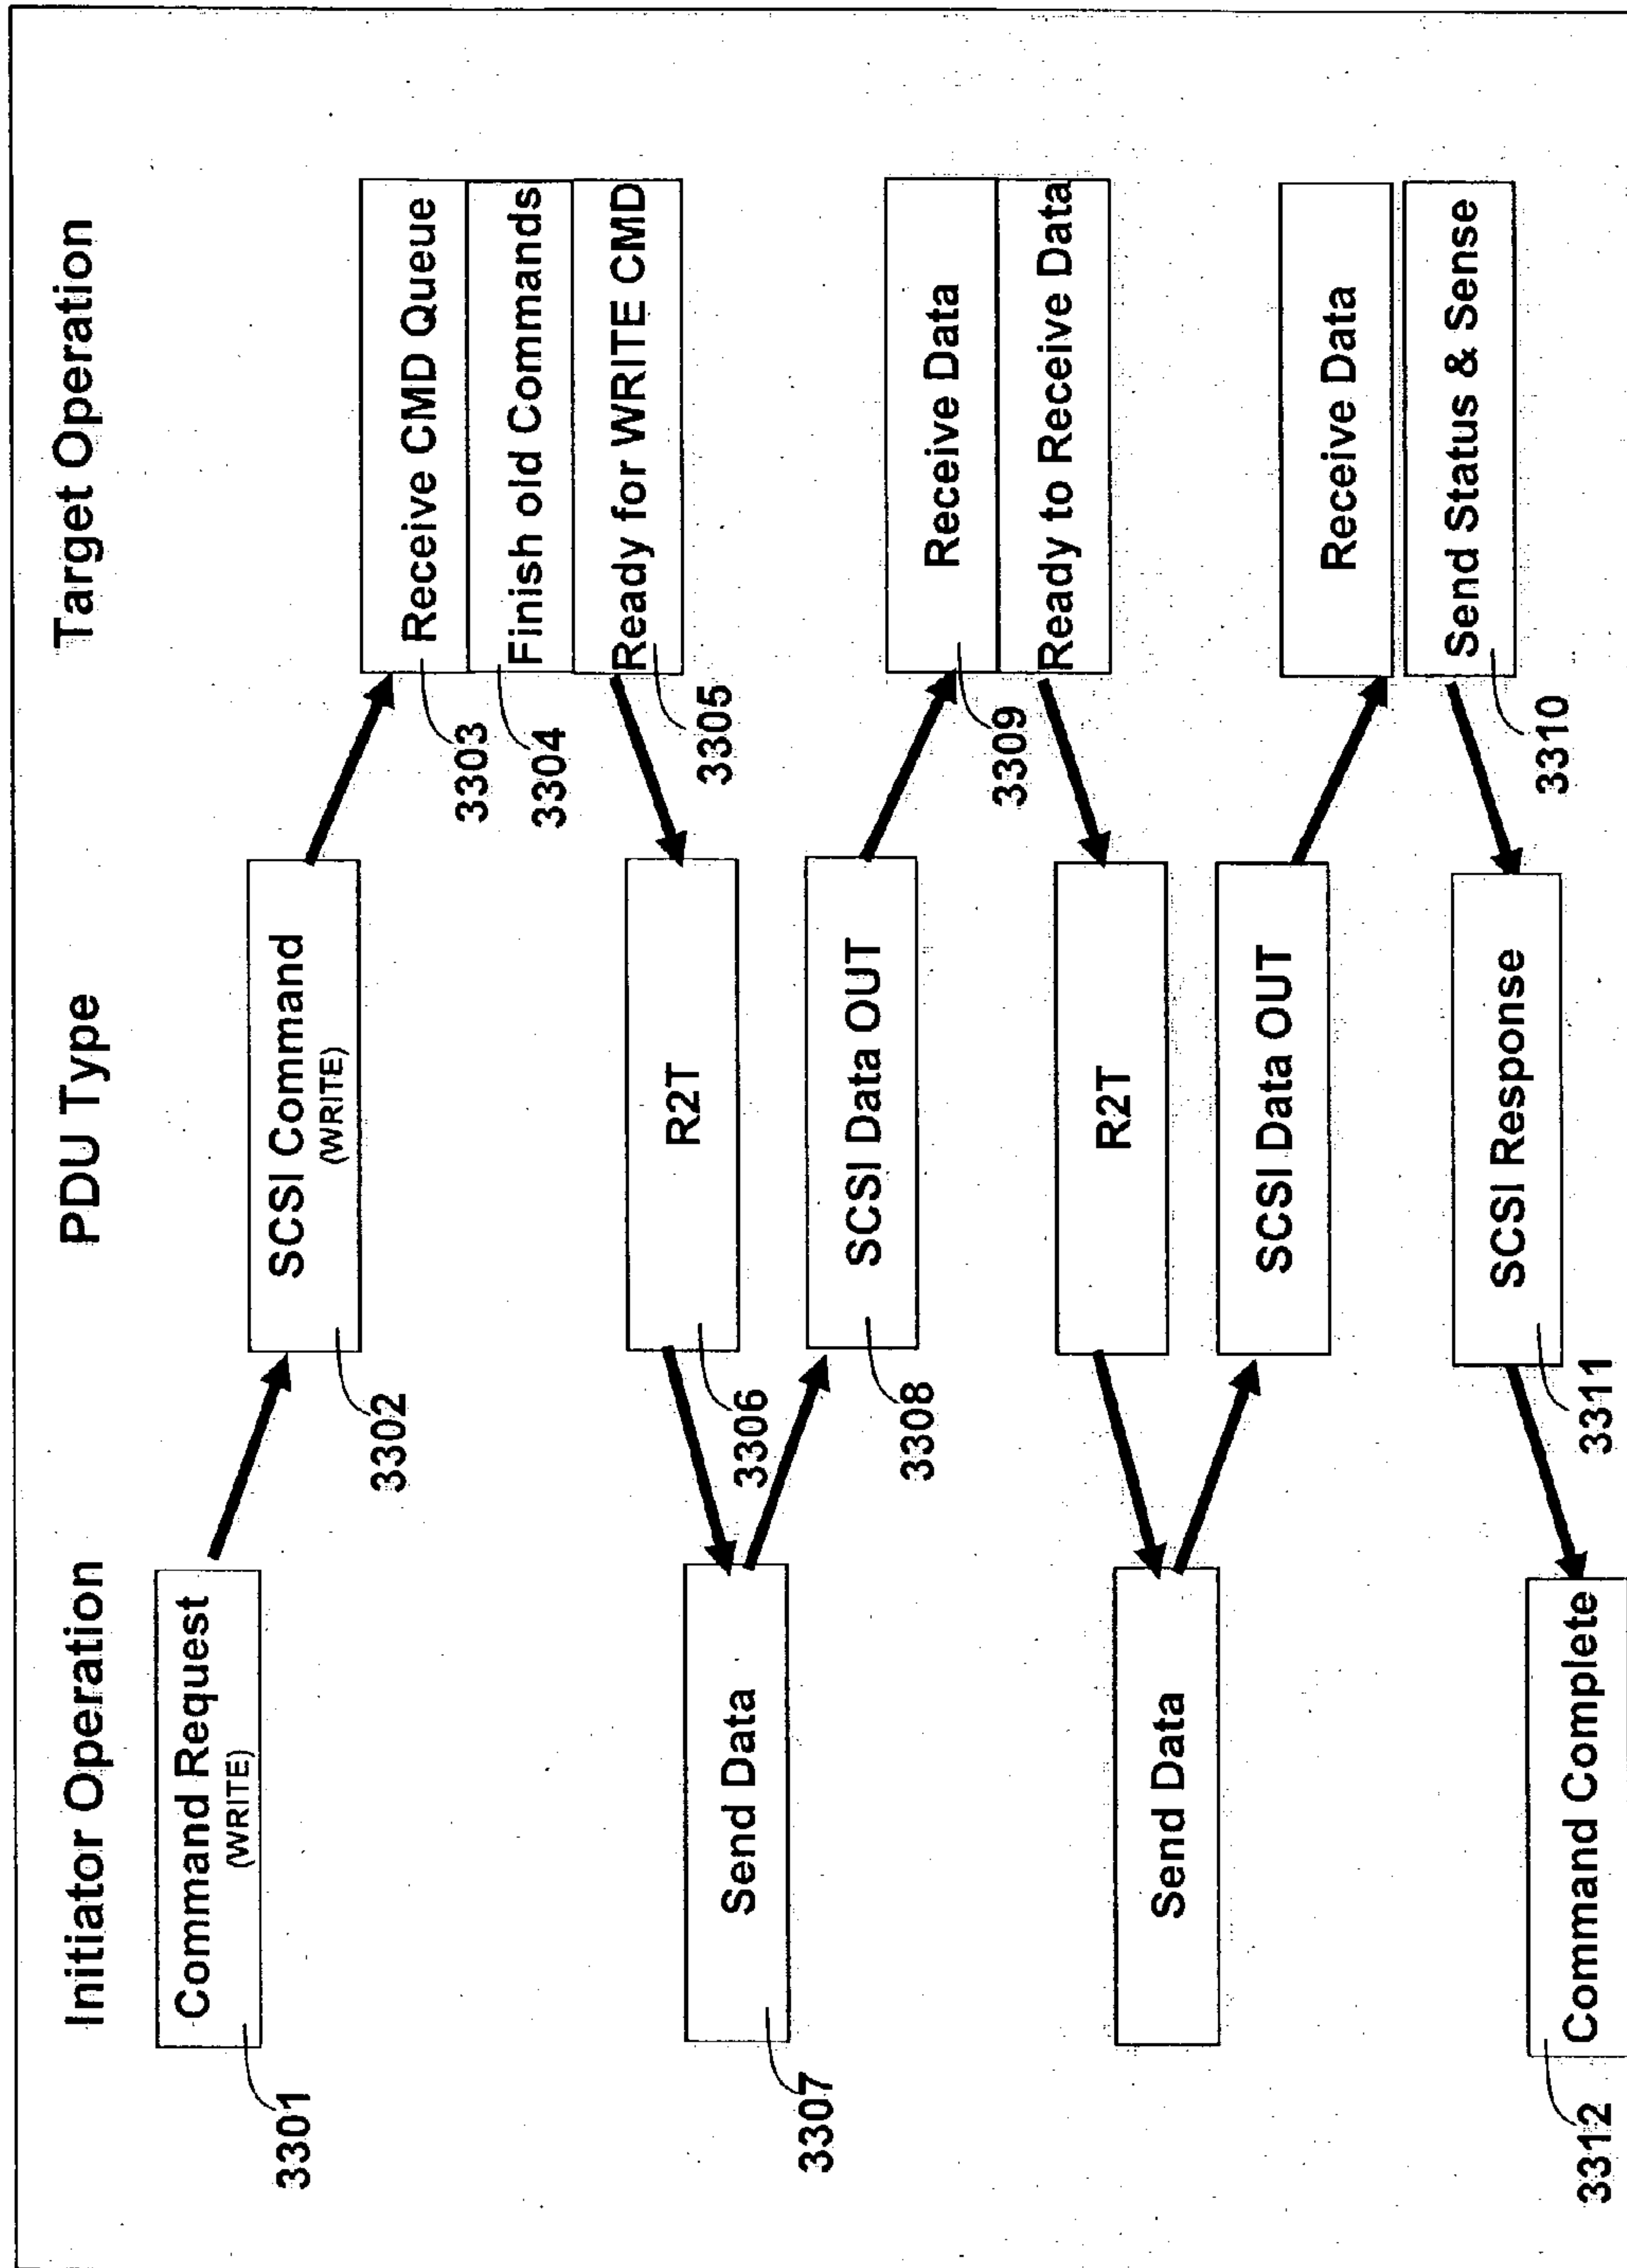 Initiator Operation
PDU Type
Target Operation
Command Request
(WRITE)
3301
SCSI Command
(WRITE)
3302
Receive CMD Queue
3303
Finish old Commands
3304
Ready for WRITE CMD
3305
R2T
3306
Send Data
3307
SCSI Data OUT
3308
Receive Data
3309
Ready to Receive Data
R2T
Send Data
SCSI Data OUT
Receive Data
Send Status & Sense
3310
SCSI Response
3311
Command Complete
3312